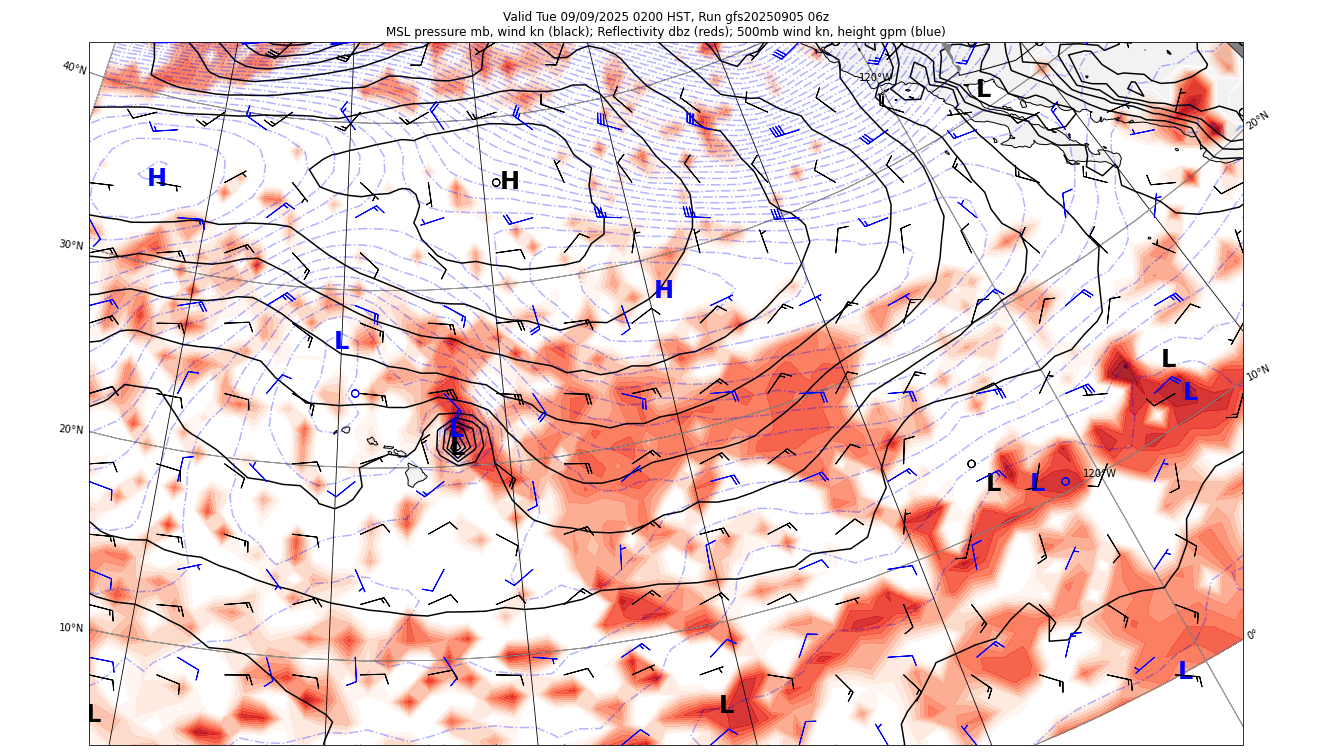 Valid Tue 09/09/2025 0200 HST, Run gfs20250905 06z
MSL pressure mb, wind kn (black); Reflectivity dbz (reds); 500mb wind kn, height gpm (blue)
40°N
120°W
L
20°N
H
H
30°N
H
L
L
10°N
L
20°N
L
L
L
L
120°W
10°N
0°
L
L
L